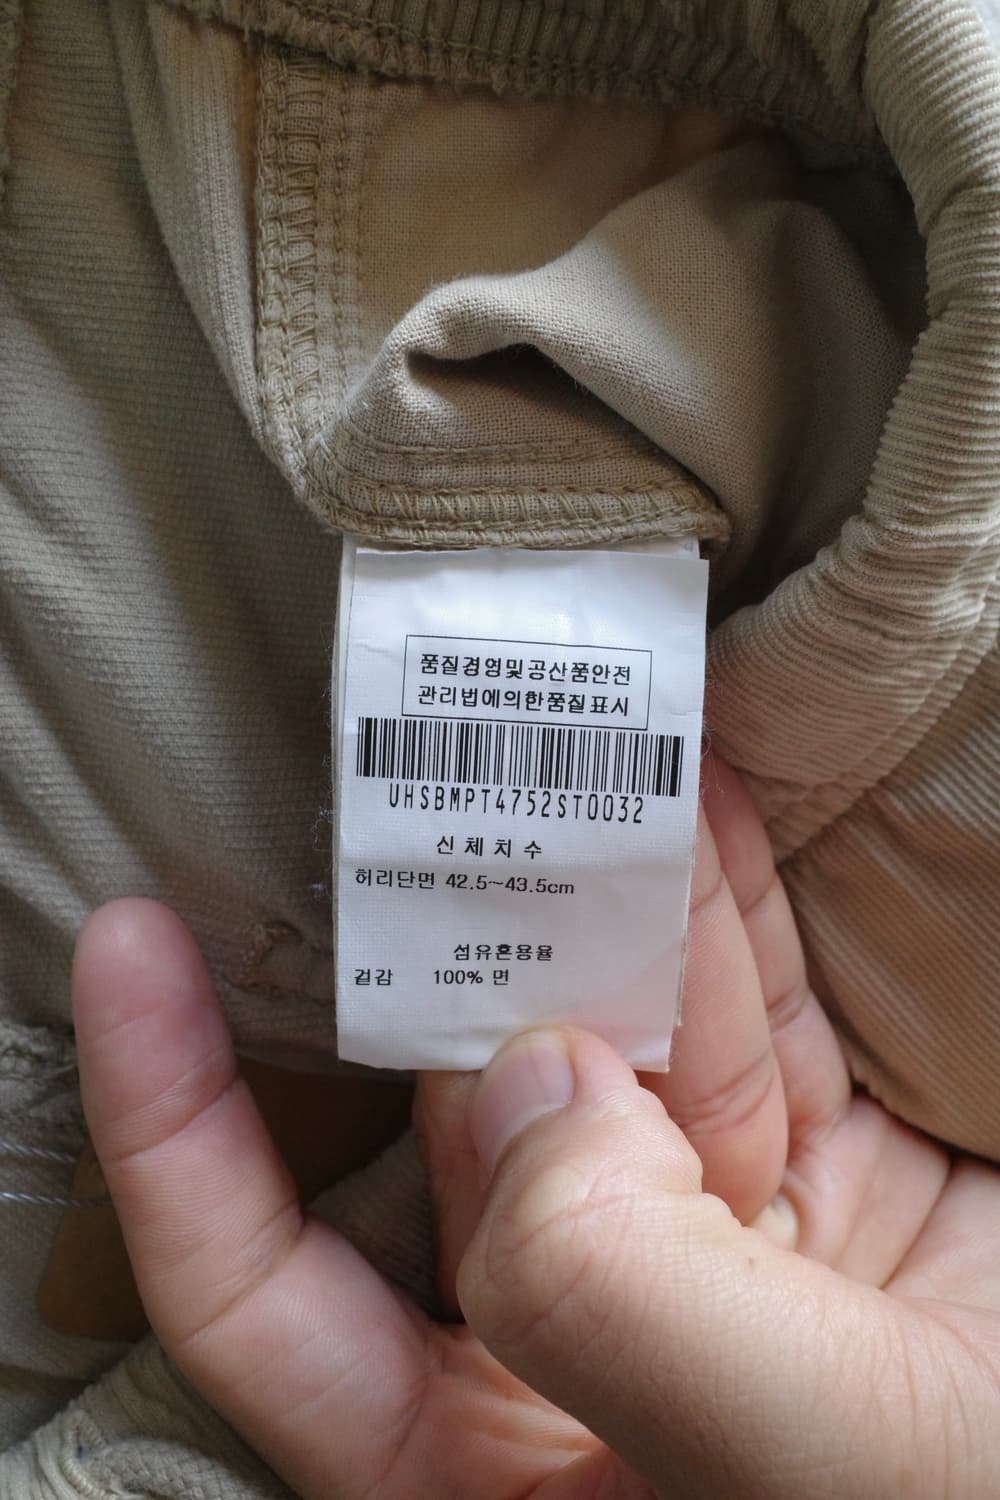 품질경영및공산품안전
관리법에의한품질표시
UHSBMPT4752ST0032
신체치수
허리단면 42.5~43.5cm
섬유혼용율
겉감 100% 면